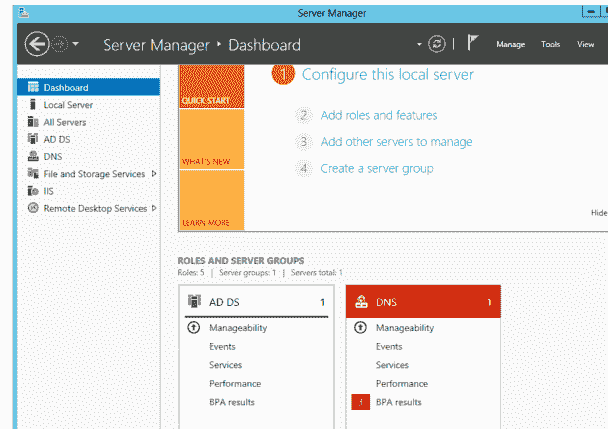 Server Manager
Server Manager • Dashboard
Manage Tools View
Dashboard
Local Server
All Servers
AD DS
DNS
File and Storage Services
IIS
Remote Desktop Services
QUICK START
WHAT'S NEW
LEARN MORE
1 Configure this local server
2 Add roles and features
3 Add other servers to manage
4 Create a server group
Hide
ROLES AND SERVER GROUPS
Roles: 5 | Server groups: 1 | Servers total: 1
AD DS 1
Manageability
Events
Services
Performance
BPA results
DNS 1
Manageability
Events
Services
Performance
3 BPA results